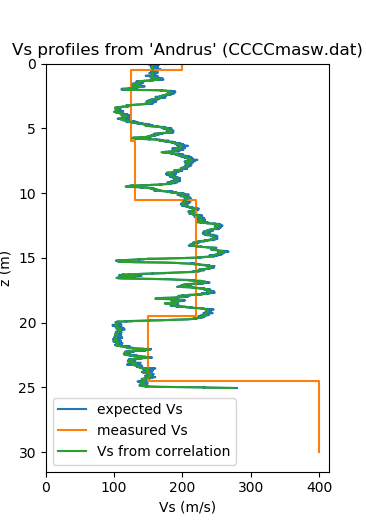 Vs profiles from 'Andrus' (CCCCmasw.dat)
0
5
10
15
20
25
30
z (m)
expected Vs
measured Vs
Vs from correlation
0 100 200 300 400
Vs (m/s)